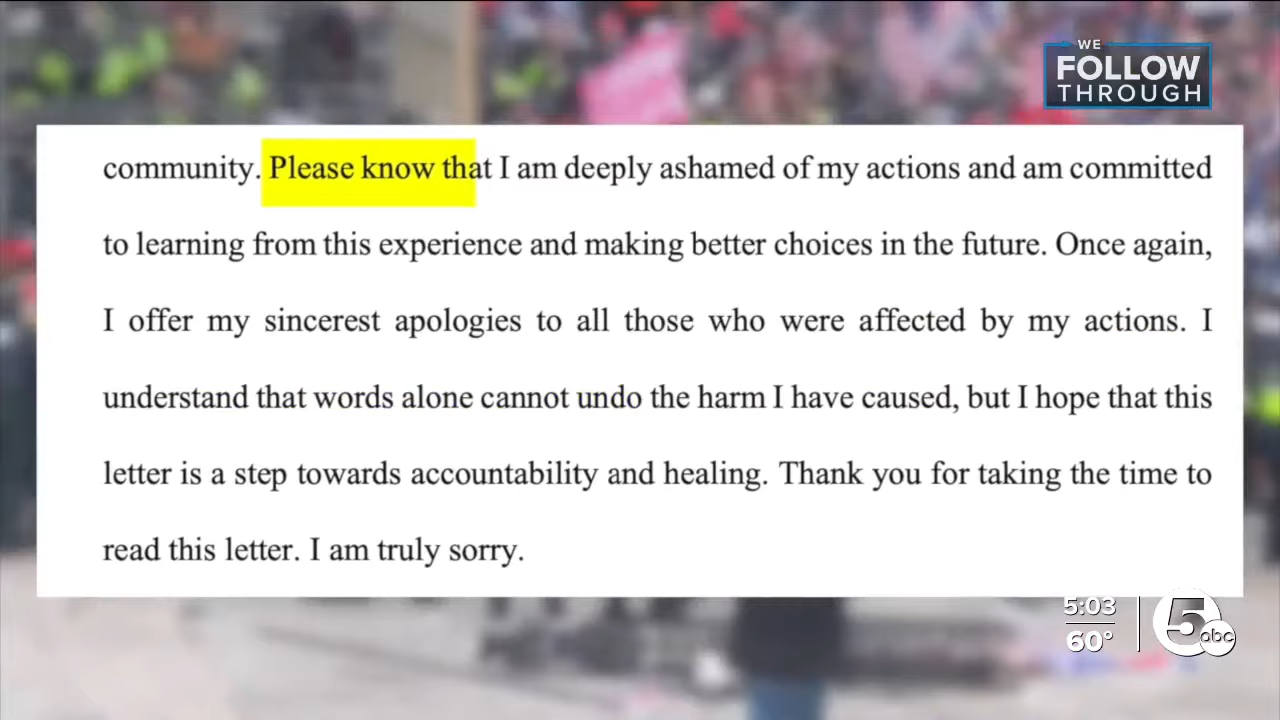 WE
FOLLOW
THROUGH
community. Please know that I am deeply ashamed of my actions and am committed
to learning from this experience and making better choices in the future. Once again,
I offer my sincerest apologies to all those who were affected by my actions. I
understand that words alone cannot undo the harm I have caused, but I hope that this
letter is a step towards accountability and healing. Thank you for taking the time to
read this letter. I am truly sorry.
5:03
60°
5 abc